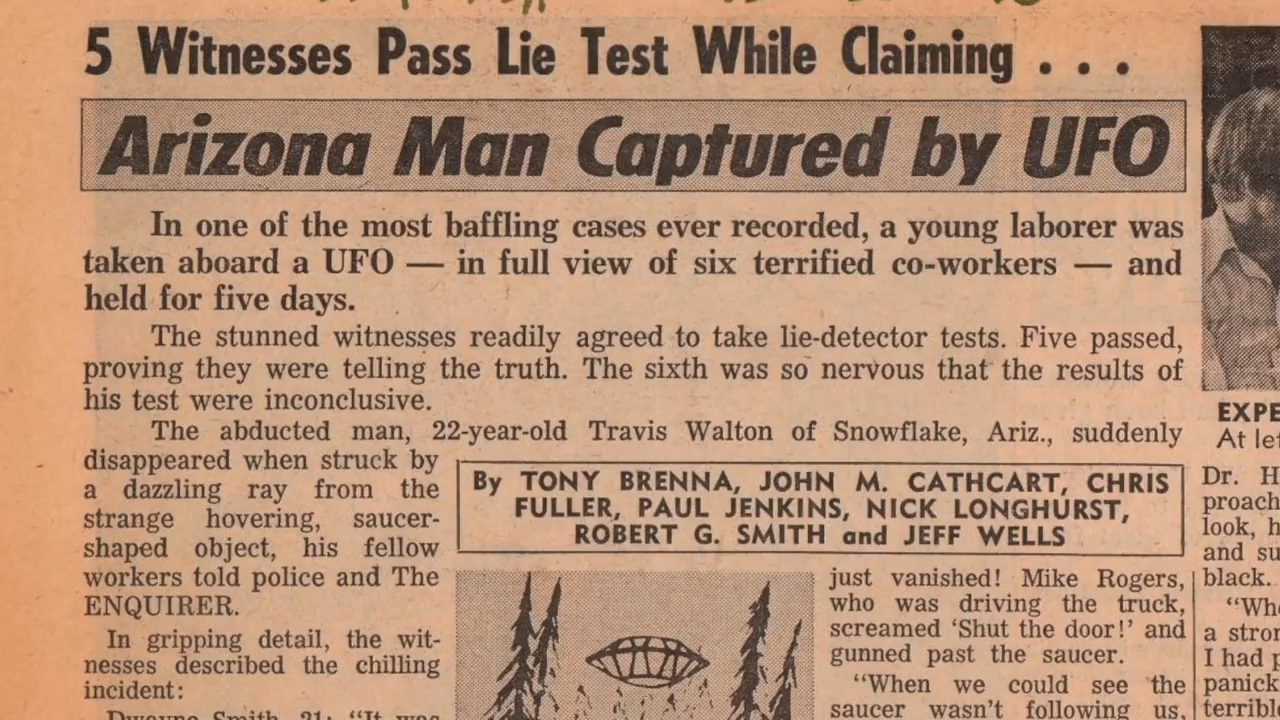 5 Witnesses Pass Lie Test While Claiming . . .
Arizona Man Captured by UFO
In one of the most baffling cases ever recorded, a young laborer was
taken aboard a UFO — in full view of six terrified co-workers — and
held for five days.
The stunned witnesses readily agreed to take lie-detector tests. Five passed,
proving they were telling the truth. The sixth was so nervous that the results of
his test were inconclusive.
The abducted man, 22-year-old Travis Walton of Snowflake, Ariz., suddenly
disappeared when struck by
a dazzling ray from the
strange hovering, saucer-
shaped object, his fellow
workers told police and The
ENQUIRER.
In gripping detail, the wit-
nesses described the chilling
incident:
Dwayne Smith, 21: “It was
By TONY BRENNA, JOHN M. CATHCART, CHRIS
FULLER, PAUL JENKINS, NICK LONGHURST,
ROBERT G. SMITH and JEFF WELLS
just vanished! Mike Rogers,
who was driving the truck,
screamed ‘Shut the door!’ and
gunned past the saucer.
“When we could see the
saucer wasn't following us,
EXPE
At lef
Dr. H
proach
look, h
and su
black.
“Whe
a stron
I had p
panick
terrible